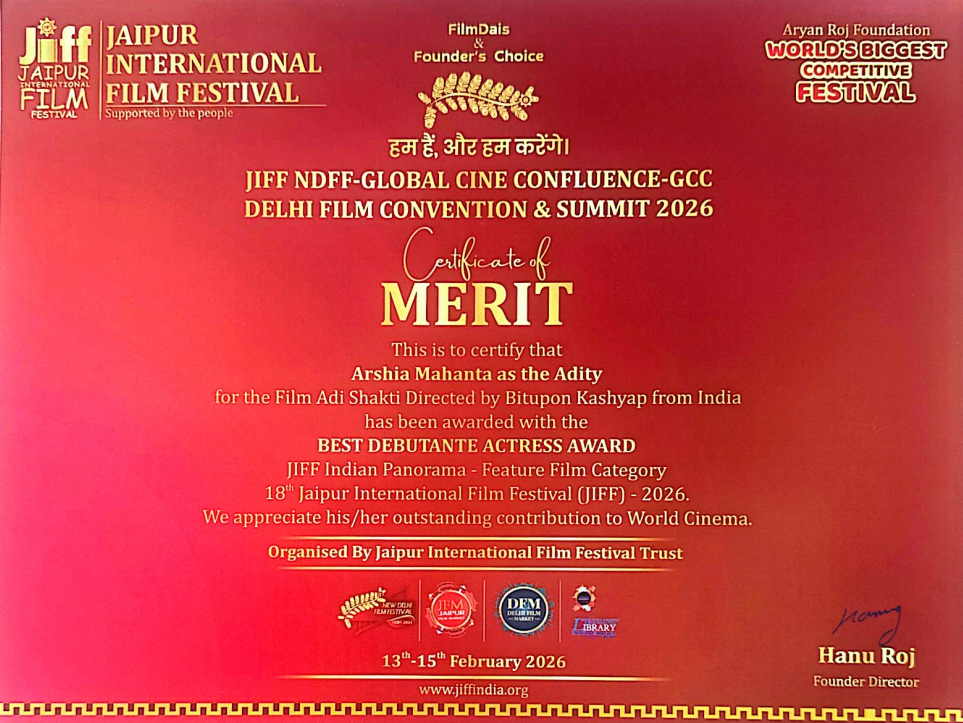 Jiff
JAIPUR
INTERNATIONAL
FILM
FESTIVAL
JAIPUR
INTERNATIONAL
FILM FESTIVAL
Supported by the people
FilmDais
&
Founder's Choice
Aryan Roj Foundation
WORLD'S BIGGEST
COMPETITIVE
FESTIVAL
हम हैं, और हम करेंगे।
JIFF NDFF-GLOBAL CINE CONFLUENCE-GCC
DELHI FILM CONVENTION & SUMMIT 2026
Certificate of
MERIT
This is to certify that
Arshia Mahanta as the Adity
for the Film Adi Shakti Directed by Bitupon Kashyap from India
has been awarded with the
BEST DEBUTANTE ACTRESS AWARD
JIFF Indian Panorama - Feature Film Category
18th Jaipur International Film Festival (JIFF) - 2026.
We appreciate his/her outstanding contribution to World Cinema.
Organised By Jaipur International Film Festival Trust
NEW DELHI
FILM FESTIVAL
JFM
JAIPUR
FILM MARKET
DFM
DELHI FILM
MARKET
LIBRARY
13th-15th February 2026
www.jiffindia.org
Hanu Roj
Founder Director